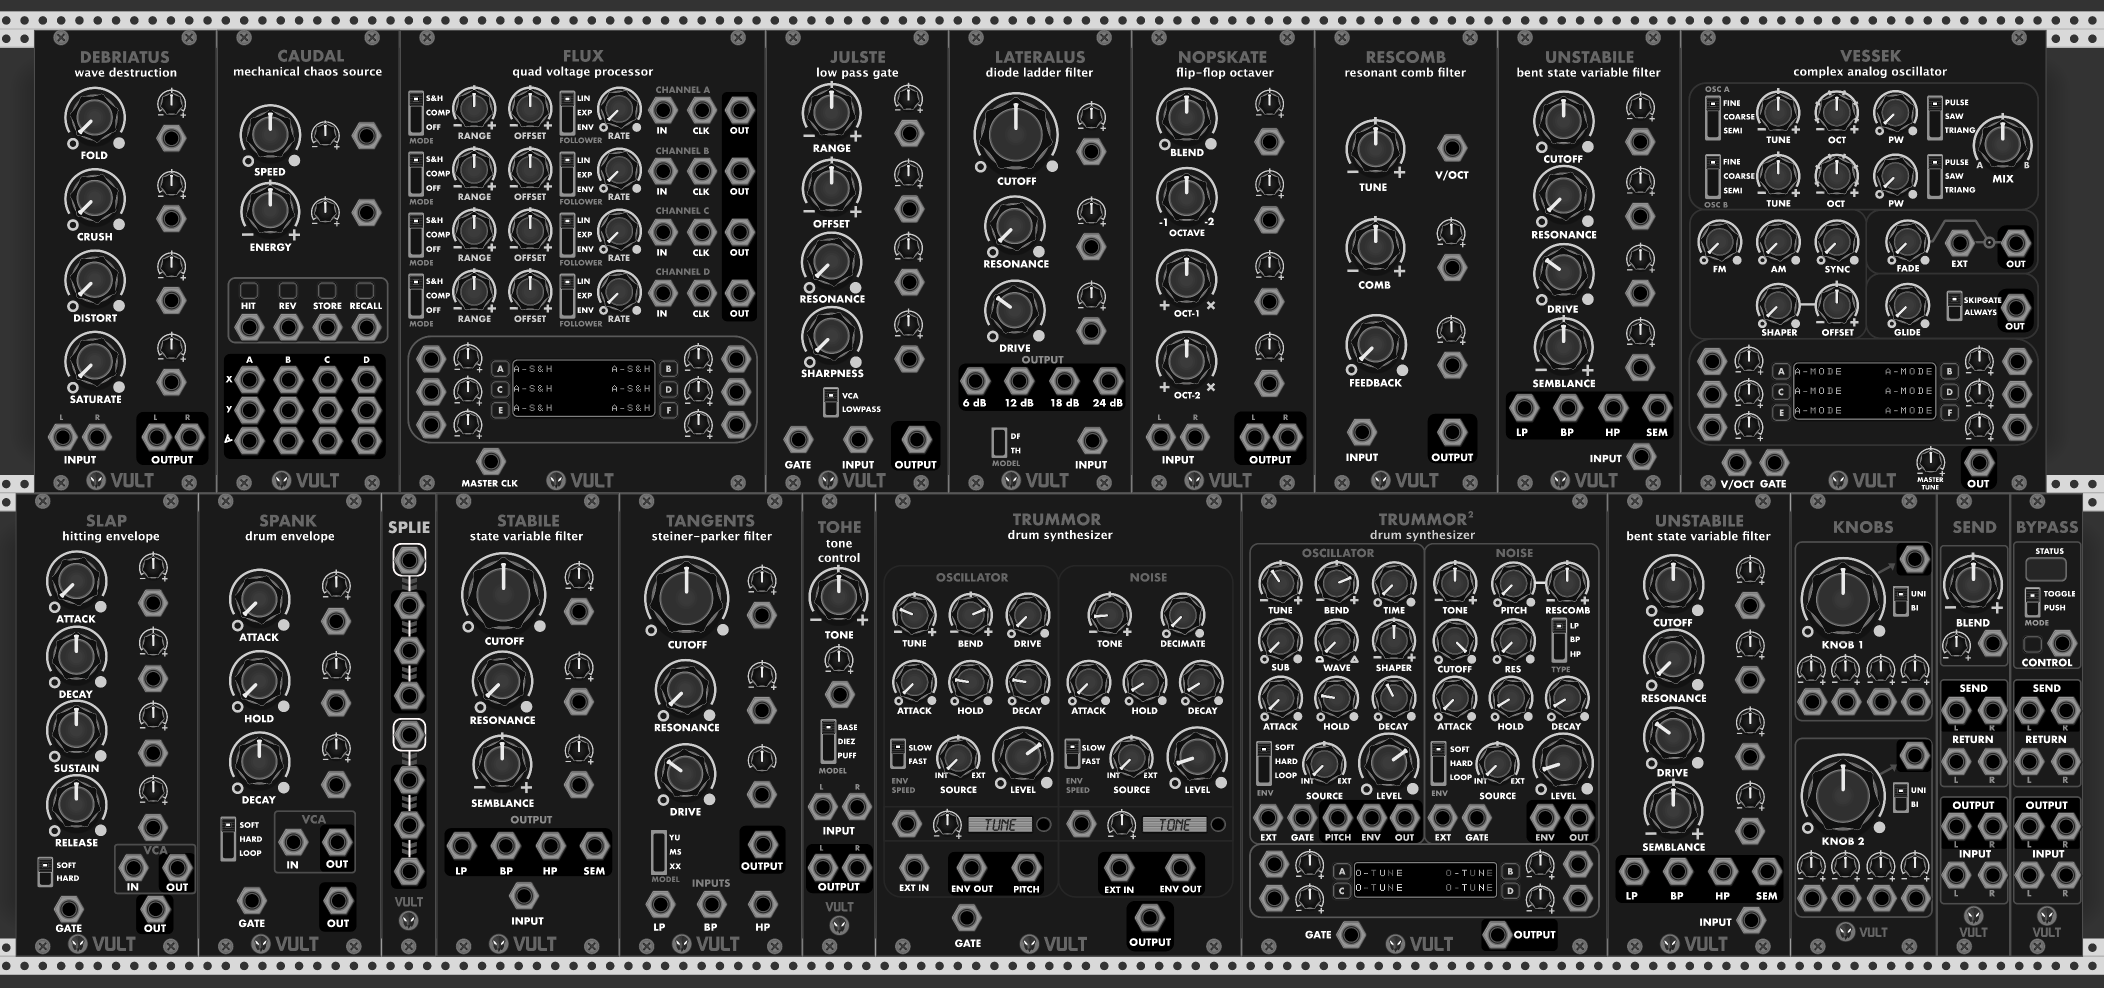 DEBRIATUS
wave destruction
FOLD
CRUSH
DISTORT
SATURATE
L R L R
INPUT OUTPUT
VULT
CAUDAL
mechanical chaos source
SPEED
ENERGY
HIT REV STORE RECALL
A B C D
X
Y
VULT
FLUX
quad voltage processor
CHANNEL A
S&H COMP OFF MODE RANGE OFFSET LIN EXP ENV FOLLOWER RATE IN CLK OUT
CHANNEL B
S&H COMP OFF MODE RANGE OFFSET LIN EXP ENV FOLLOWER RATE IN CLK OUT
CHANNEL C
S&H COMP OFF MODE RANGE OFFSET LIN EXP ENV FOLLOWER RATE IN CLK OUT
CHANNEL D
S&H COMP OFF MODE RANGE OFFSET LIN EXP ENV FOLLOWER RATE IN CLK OUT
A A-S&H A-S&H B
C A-S&H A-S&H D
E A-S&H A-S&H F
MASTER CLK
VULT
JULSTE
low pass gate
RANGE
OFFSET
RESONANCE
SHARPNESS
VCA
LOWPASS
GATE INPUT OUTPUT
VULT
LATERALUS
diode ladder filter
CUTOFF
RESONANCE
DRIVE
OUTPUT
6 dB 12 dB 18 dB 24 dB
DF
TH
MODEL
INPUT
VULT
NOPSKATE
flip-flop octaver
BLEND
-1 -2
OCTAVE
OCT-1
OCT-2
L R L R
INPUT OUTPUT
VULT
RESCOMB
resonant comb filter
TUNE V/OCT
COMB
FEEDBACK
INPUT OUTPUT
VULT
UNSTABILE
bent state variable filter
CUTOFF
RESONANCE
DRIVE
SEMBLANCE
LP BP HP SEM
INPUT
VULT
VESSEK
complex analog oscillator
OSC A
FINE COARSE SEMI TUNE OCT PW PULSE SAW TRIANG
FINE COARSE SEMI TUNE OCT PW PULSE SAW TRIANG
OSC B
A B
MIX
FM AM SYNC FADE EXT OUT
SHAPER OFFSET GLIDE SKIPGATE ALWAYS OUT
A A-MODE A-MODE B
C A-MODE A-MODE D
E A-MODE A-MODE F
V/OCT GATE VULT MASTER TUNE OUT
SLAP
hitting envelope
ATTACK
DECAY
SUSTAIN
RELEASE
SOFT
HARD
VCA
IN OUT
GATE OUT
VULT
SPANK
drum envelope
ATTACK
HOLD
DECAY
SOFT
HARD
LOOP
VCA
IN OUT
GATE OUT
VULT
SPLIE
VULT
STABILE
state variable filter
CUTOFF
RESONANCE
SEMBLANCE
OUTPUT
LP BP HP SEM
INPUT
VULT
TANGENTS
steiner-parker filter
CUTOFF
RESONANCE
DRIVE
YU
MS
XX
MODEL
OUTPUT
INPUTS
LP BP HP
VULT
TOHE
tone
control
TONE
BASE
DIEZ
PUFF
MODEL
L R
INPUT
L R
OUTPUT
VULT
TRUMMOR
drum synthesizer
OSCILLATOR NOISE
TUNE BEND DRIVE TONE DECIMATE
ATTACK HOLD DECAY ATTACK HOLD DECAY
SLOW FAST ENV SPEED INT EXT SOURCE LEVEL
SLOW FAST ENV SPEED INT EXT SOURCE LEVEL
TUNE TONE
EXT IN ENV OUT PITCH EXT IN ENV OUT
GATE VULT OUTPUT
TRUMMOR²
drum synthesizer
OSCILLATOR NOISE
TUNE BEND TIME TONE PITCH RESCOMB
SUB WAVE SHAPER CUTOFF RES LP BP HP TYPE
ATTACK HOLD DECAY ATTACK HOLD DECAY
SOFT HARD LOOP ENV INT EXT SOURCE LEVEL
SOFT HARD LOOP ENV INT EXT SOURCE LEVEL
EXT GATE PITCH ENV OUT EXT GATE ENV OUT
A O-TUNE O-TUNE B
C O-TUNE O-TUNE D
GATE VULT OUTPUT
UNSTABILE
bent state variable filter
CUTOFF
RESONANCE
DRIVE
SEMBLANCE
LP BP HP SEM
INPUT
VULT
KNOBS
UNI
BI
KNOB 1
UNI
BI
KNOB 2
VULT
SEND
BLEND
SEND
L R
RETURN
L R
OUTPUT
L R
INPUT
L R
VULT
BYPASS
STATUS
TOGGLE
PUSH
MODE
CONTROL
SEND
L R
RETURN
L R
OUTPUT
L R
INPUT
L R
VULT